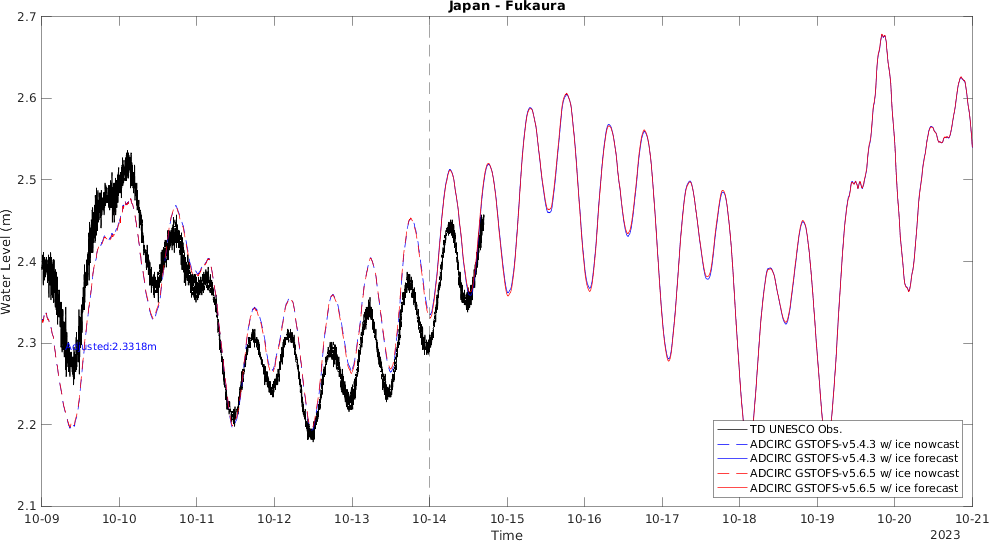 Japan - Fukaura
Water Level (m)
2.7
2.6
2.5
2.4
2.3
2.2
2.1
Adjusted:2.3318m
TD UNESCO Obs.
ADCIRC GSTOFS-v5.4.3 w/ ice nowcast
ADCIRC GSTOFS-v5.4.3 w/ ice forecast
ADCIRC GSTOFS-v5.6.5 w/ ice nowcast
ADCIRC GSTOFS-v5.6.5 w/ ice forecast
10-09 10-10 10-11 10-12 10-13 10-14 10-15 10-16 10-17 10-18 10-19 10-20 10-21
Time
2023